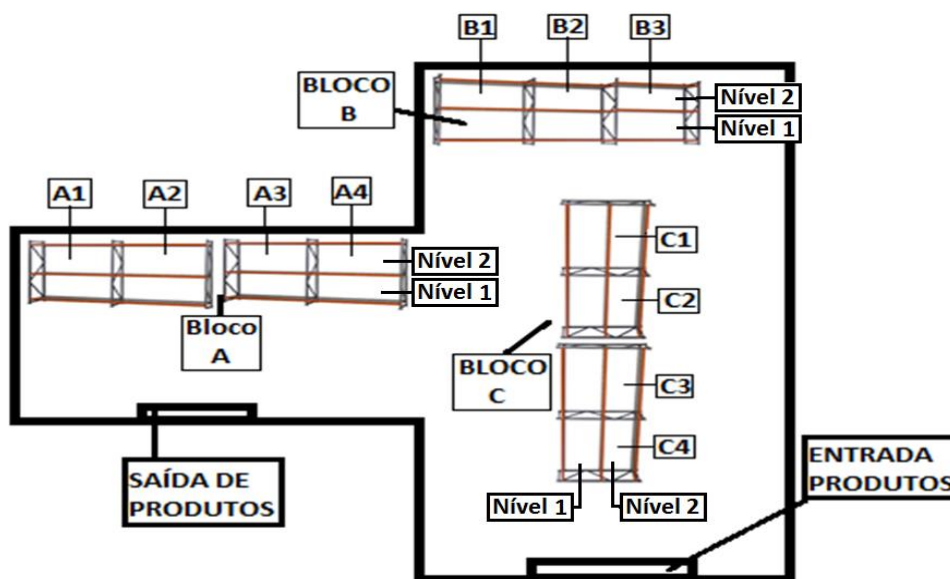 B1
B2
B3
BLOCO
B
Nível 2
Nível 1
A1
A2
A3
A4
Nível 2
Nível 1
Bloco
A
C1
C2
BLOCO
C
C3
C4
Nível 1
Nível 2
SAÍDA DE
PRODUTOS
ENTRADA
PRODUTOS